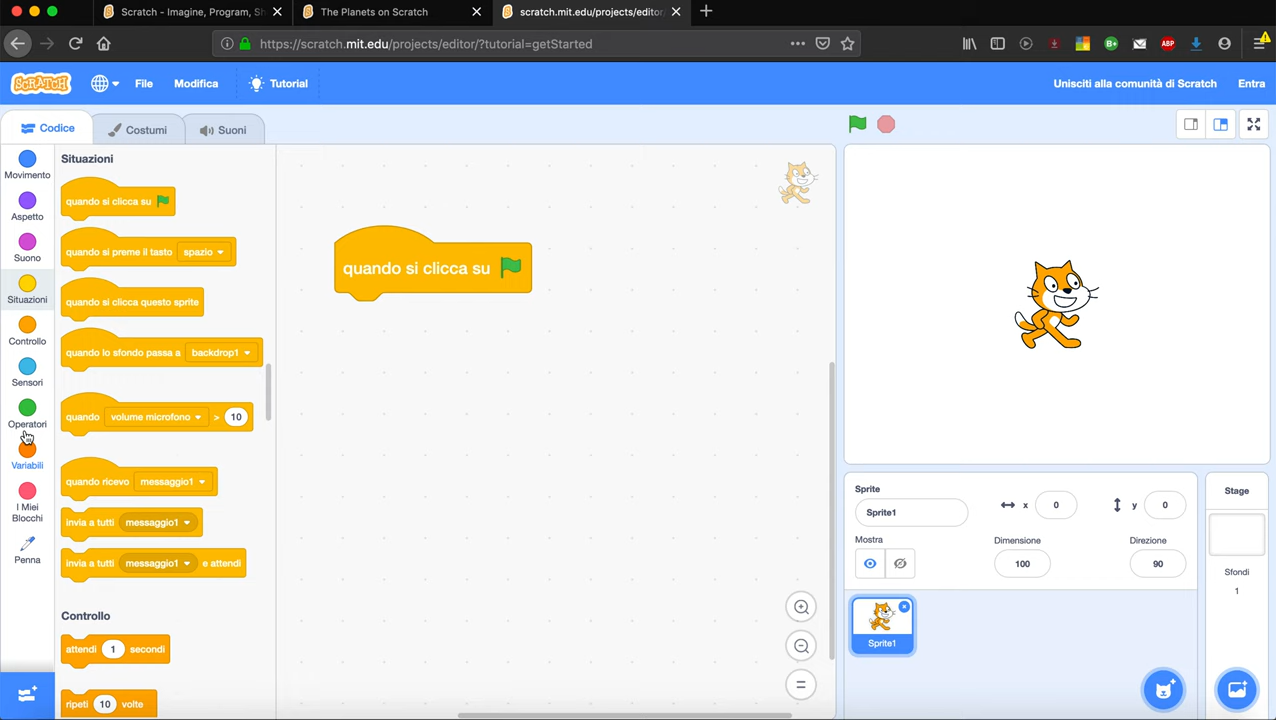 Scratch - Imagine, Program, Sh
The Planets on Scratch
scratch.mit.edu/projects/editor/
https://scratch.mit.edu/projects/editor/?tutorial=getStarted
ABP
SCRATCH
File
Modifica
Tutorial
Unisciti alla comunità di Scratch
Entra
Codice
Costumi
Suoni
Movimento
Aspetto
Suono
Situazioni
Controllo
Sensori
Operatori
Variabili
I Miei
Blocchi
Penna
Situazioni
quando si clicca su
quando si preme il tasto spazio
quando si clicca questo sprite
quando lo sfondo passa a backdrop1
quando volume microfono > 10
quando ricevo messaggio1
invia a tutti messaggio1
invia a tutti messaggio1 e attendi
Controllo
attendi 1 secondi
ripeti 10 volte
quando si clicca su
Sprite
Sprite1
x 0
y 0
Mostra
Dimensione
100
Direzione
90
Sprite1
Stage
Sfondi
1